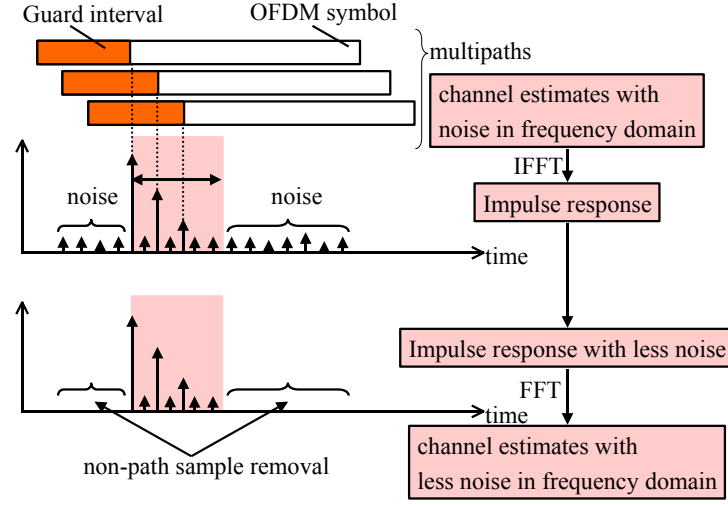 Guard interval
OFDM symbol
multipaths
channel estimates with
noise in frequency domain
IFFT
noise
noise
Impulse response
time
Impulse response with less noise
FFT
time
non-path sample removal
channel estimates with
less noise in frequency domain